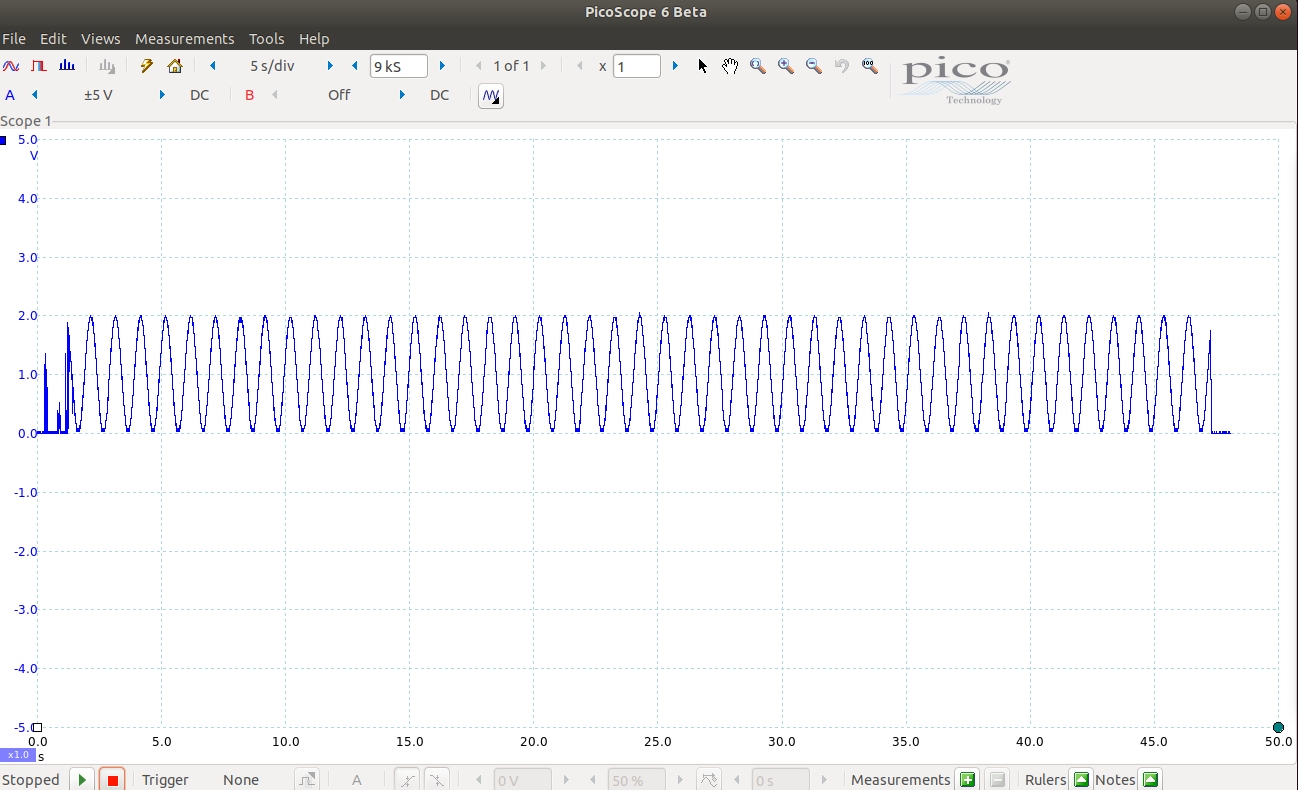 PicoScope 6 Beta
File Edit Views Measurements Tools Help
5 s/div 9 kS 1 of 1 x 1
pico
Technology
A ±5 V DC B Off DC
Scope 1
5.0
V
4.0
3.0
2.0
1.0
0.0
-1.0
-2.0
-3.0
-4.0
-5.0
0.0 5.0 10.0 15.0 20.0 25.0 30.0 35.0 40.0 45.0 50.0
x1.0 s
Stopped Trigger None A 0 V 50 % 0 s Measurements Rulers Notes